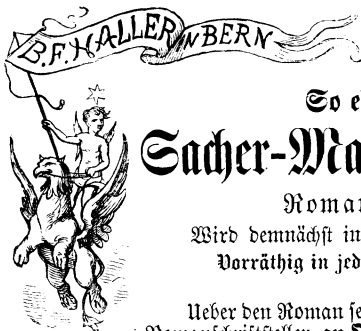 B. F. HALLER IN BERN
So e
Sacher-Ma
Roma
Wird demnächst in
Vorräthig in jed
Ueber den Roman se